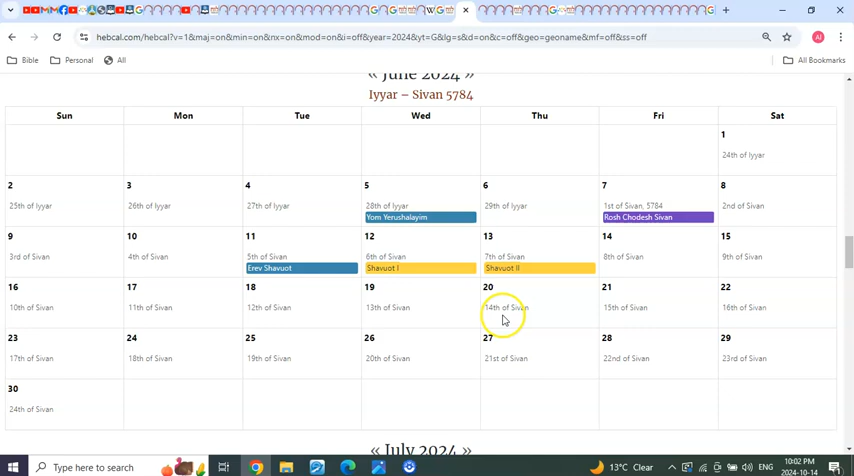 hebcal.com/hebcal?v=1&maj=on&min=on&nx=on&mod=on&i=off&year=2024&yt=G&lg=s&d=on&c=off&geo=geoname&mf=off&ss=off
Bible Personal All All Bookmarks
« June 2024 »
Iyyar – Sivan 5784
Sun Mon Tue Wed Thu Fri Sat
1
24th of Iyyar
2 3 4 5 6 7 8
25th of Iyyar 26th of Iyyar 27th of Iyyar 28th of Iyyar 29th of Iyyar 1st of Sivan, 5784 2nd of Sivan
Yom Yerushalayim Rosh Chodesh Sivan
9 10 11 12 13 14 15
3rd of Sivan 4th of Sivan 5th of Sivan 6th of Sivan 7th of Sivan 8th of Sivan 9th of Sivan
Erev Shavuot Shavuot I Shavuot II
16 17 18 19 20 21 22
10th of Sivan 11th of Sivan 12th of Sivan 13th of Sivan 14th of Sivan 15th of Sivan 16th of Sivan
23 24 25 26 27 28 29
17th of Sivan 18th of Sivan 19th of Sivan 20th of Sivan 21st of Sivan 22nd of Sivan 23rd of Sivan
30
24th of Sivan
« July 2024 »
Type here to search
13°C Clear
ENG
10:02 PM
2024-10-14